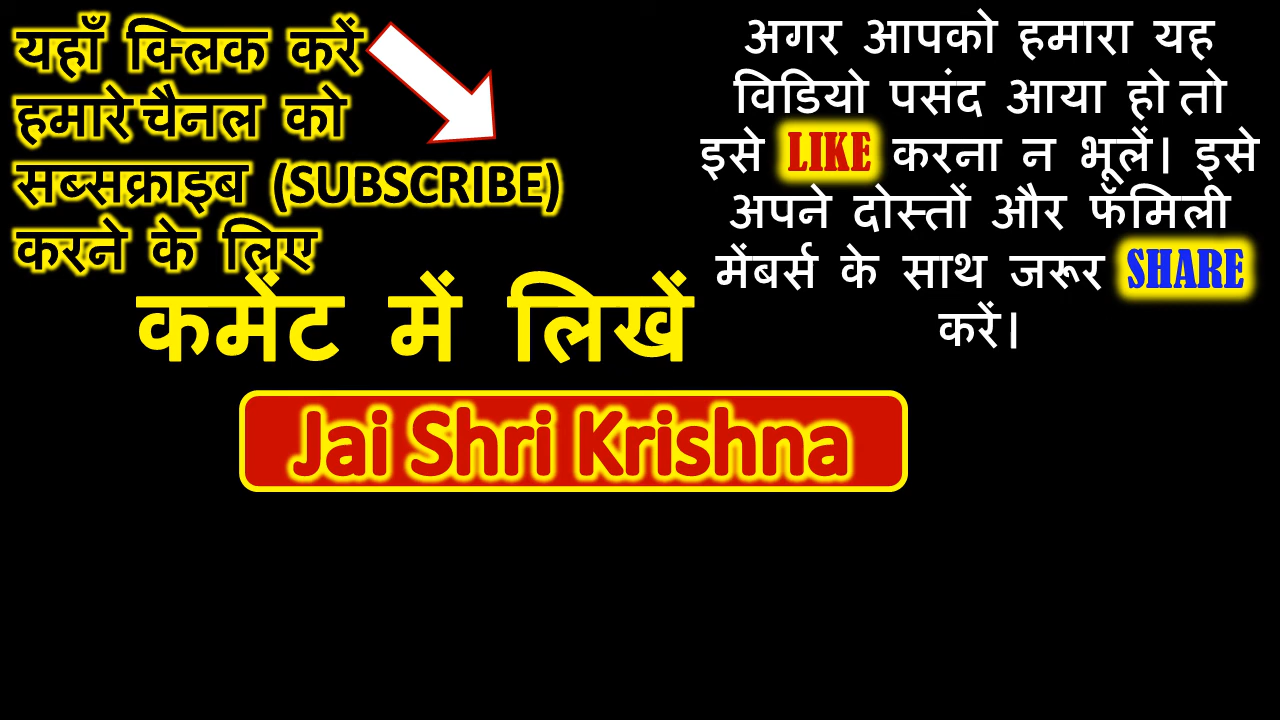 यहाँ क्लिक करें
हमारे चैनल को
सब्सक्राइब (SUBSCRIBE)
करने के लिए
अगर आपको हमारा यह
विडियो पसंद आया हो तो
इसे LIKE करना न भूलें। इसे
अपने दोस्तों और फॅमिली
मेंबर्स के साथ जरूर SHARE
करें।
कमेंट में लिखें
Jai Shri Krishna